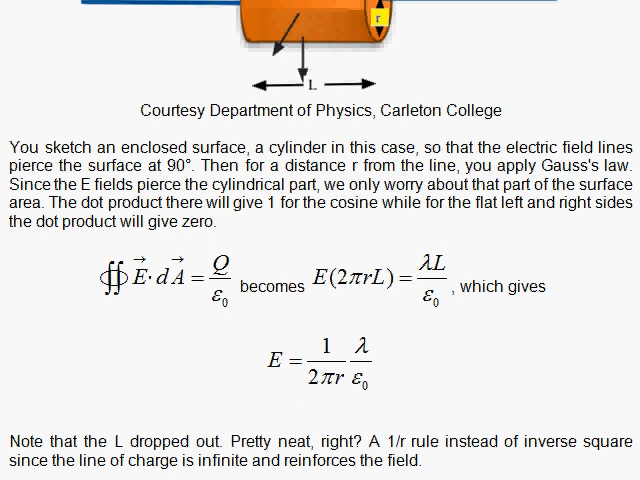 r
L
Courtesy Department of Physics, Carleton College
You sketch an enclosed surface, a cylinder in this case, so that the electric field lines
pierce the surface at 90°. Then for a distance r from the line, you apply Gauss's law.
Since the E fields pierce the cylindrical part, we only worry about that part of the surface
area. The dot product there will give 1 for the cosine while for the flat left and right sides
the dot product will give zero.
∯ E⃗· dA⃗ = Q/ε₀ becomes E(2πrL) = λL/ε₀ , which gives
E = 1/2πr λ/ε₀
Note that the L dropped out. Pretty neat, right? A 1/r rule instead of inverse square
since the line of charge is infinite and reinforces the field.